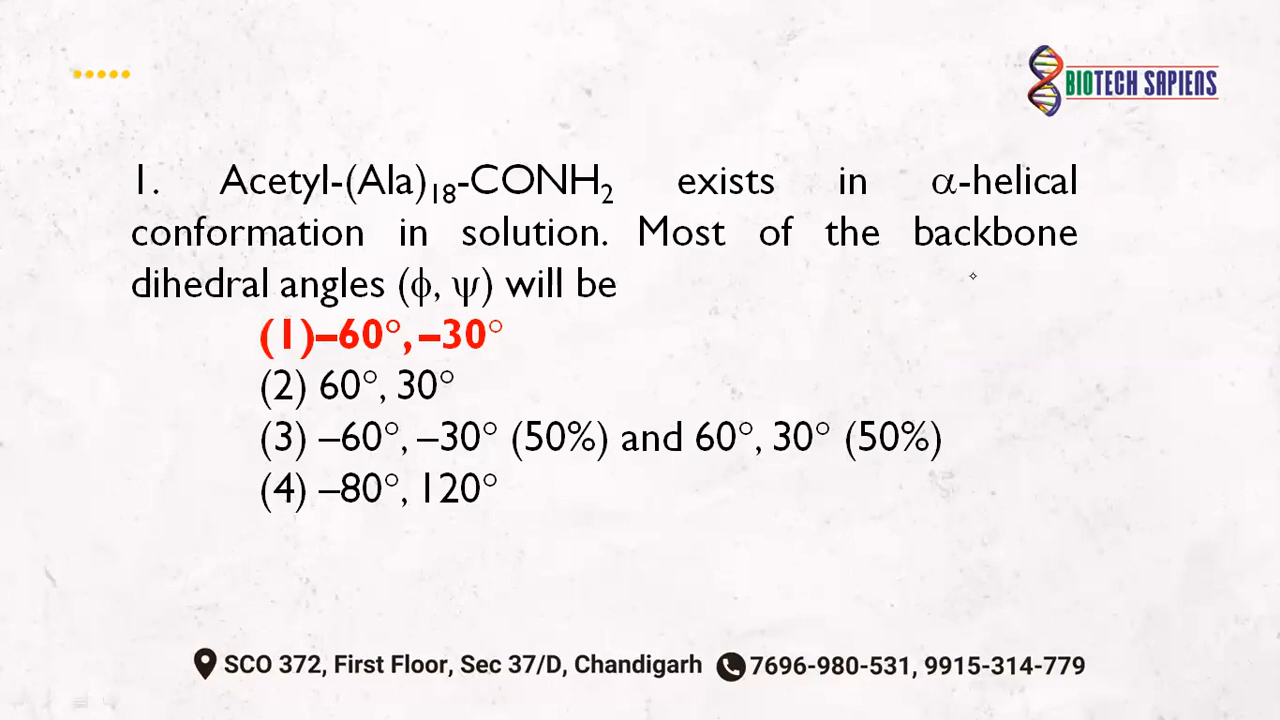 BIOTECH SAPIENS
1. Acetyl-(Ala)₁₈-CONH₂ exists in α-helical
conformation in solution. Most of the backbone
dihedral angles (ϕ, ψ) will be
(1)–60°, –30°
(2) 60°, 30°
(3) –60°, –30° (50%) and 60°, 30° (50%)
(4) –80°, 120°
SCO 372, First Floor, Sec 37/D, Chandigarh 7696-980-531, 9915-314-779